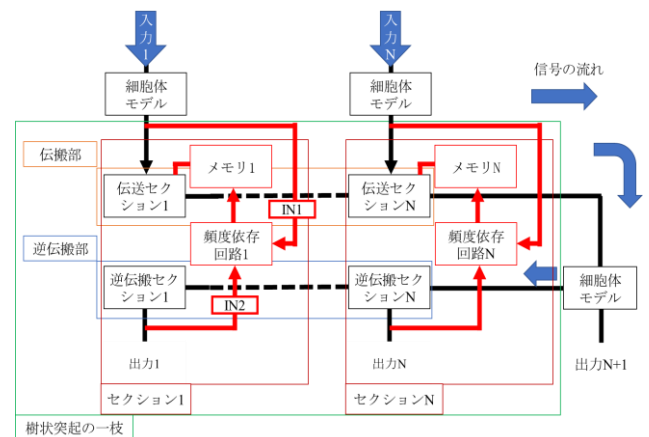 入力1
入力N
細胞体
モデル
細胞体
モデル
信号の流れ
伝搬部
メモリ1
メモリN
伝送セク
ション1
伝送セク
ションN
IN1
頻度依存
回路1
頻度依存
回路N
逆伝搬部
逆伝搬セク
ション1
逆伝搬セク
ションN
細胞体
モデル
IN2
出力1
出力N
出力N+1
セクション1
セクションN
樹状突起の一枝